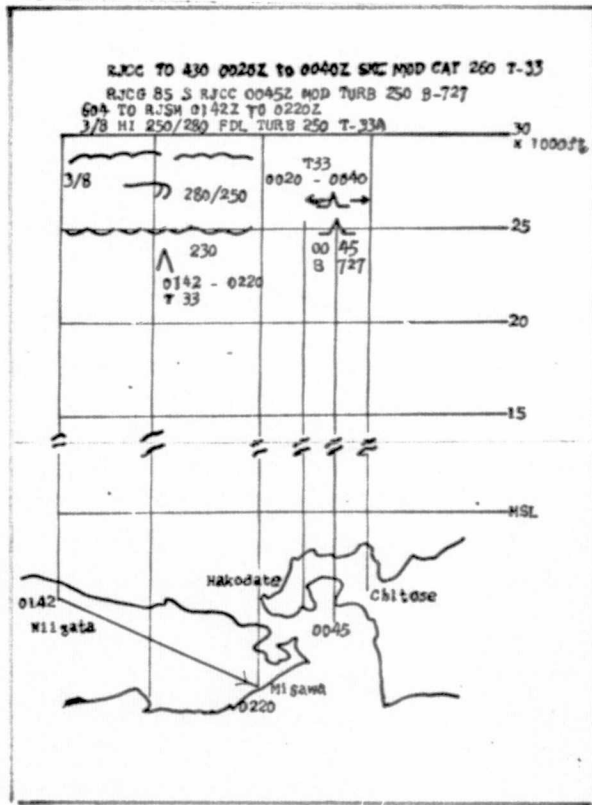 RJCC TO 430 0020Z TO 0040Z SKC MOD CAT 260 T-33
RJCG 85 S RJCC 0045Z MOD TURB 250 B-727
604 TO RJSM 0142Z TO 0220Z
3/8 HI 250/280 FDL TURB 250 T-33A
30
× 1000ft
3/8
280/250
T33
0020 - 0040
25
230
00 45
B 727
0142 - 0220
T 33
20
15
MSL
Hakodate
Chitose
0142
Niigata
0045
Misawa
0220